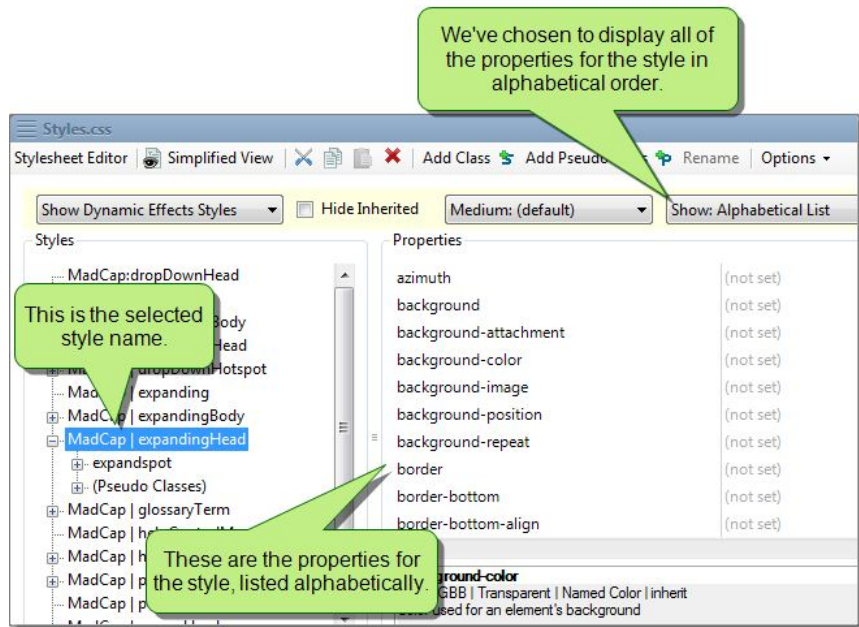 We've chosen to display all of
the properties for the style in
alphabetical order.
Styles.css
Stylesheet Editor Simplified View Add Class Add Pseudo Rename Options
Show Dynamic Effects Styles Hide Inherited Medium: (default) Show: Alphabetical List
Styles
MadCap:dropDownHead
This is the selected
style name.
dropDownHotspot
MadCap | expanding
MadCap | expandingBody
MadCap | expandingHead
expandspot
(Pseudo Classes)
MadCap | glossaryTerm
MadCap |
MadCap |
MadCap |
MadCap |
Properties
azimuth (not set)
background (not set)
background-attachment (not set)
background-color (not set)
background-image (not set)
background-position (not set)
background-repeat (not set)
border (not set)
border-bottom (not set)
border-bottom-align (not set)
These are the properties for
the style, listed alphabetically.
ground-color
GBB | Transparent | Named Color | inherit
used for an element's background